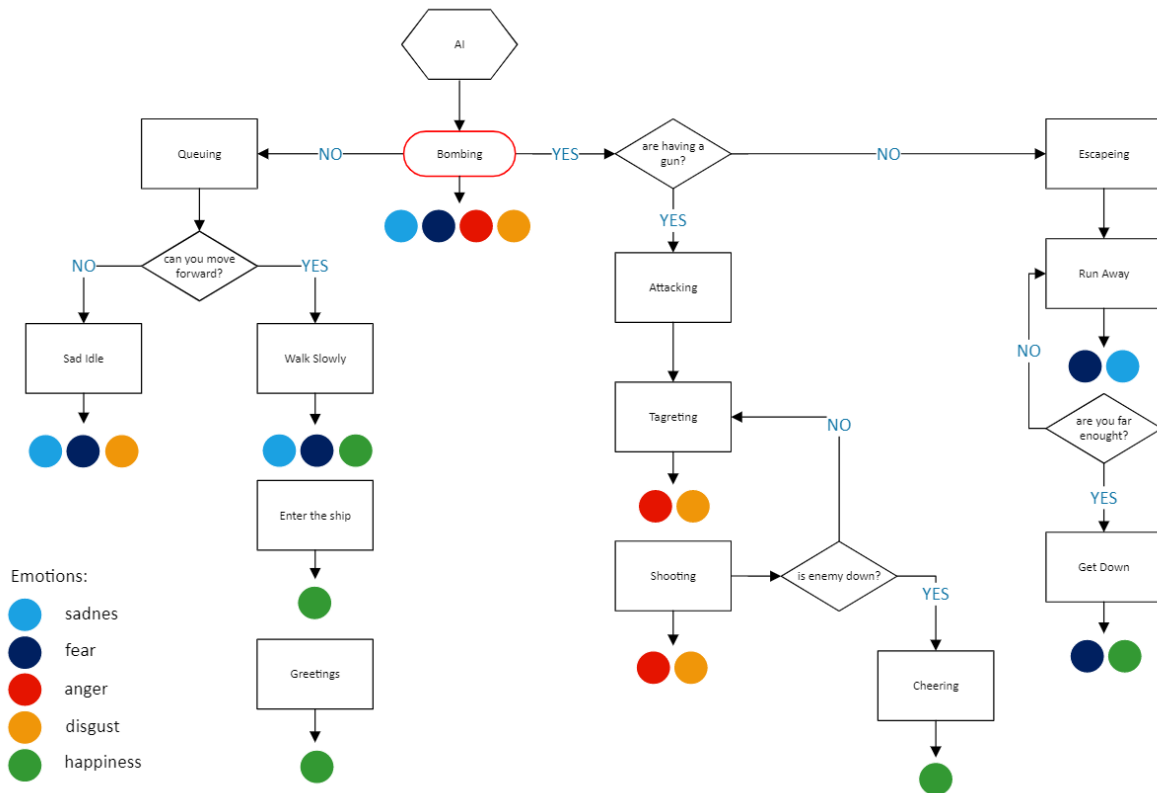 AI
Queuing
NO
Bombing
YES
are having a
gun?
NO
Escapeing
YES
can you move
forward?
NO
YES
Attacking
Run Away
Sad Idle
Walk Slowly
NO
Tagreting
NO
are you far
enought?
YES
Enter the ship
Shooting
is enemy down?
YES
Get Down
Emotions:
sadnes
fear
anger
disgust
happiness
Greetings
Cheering